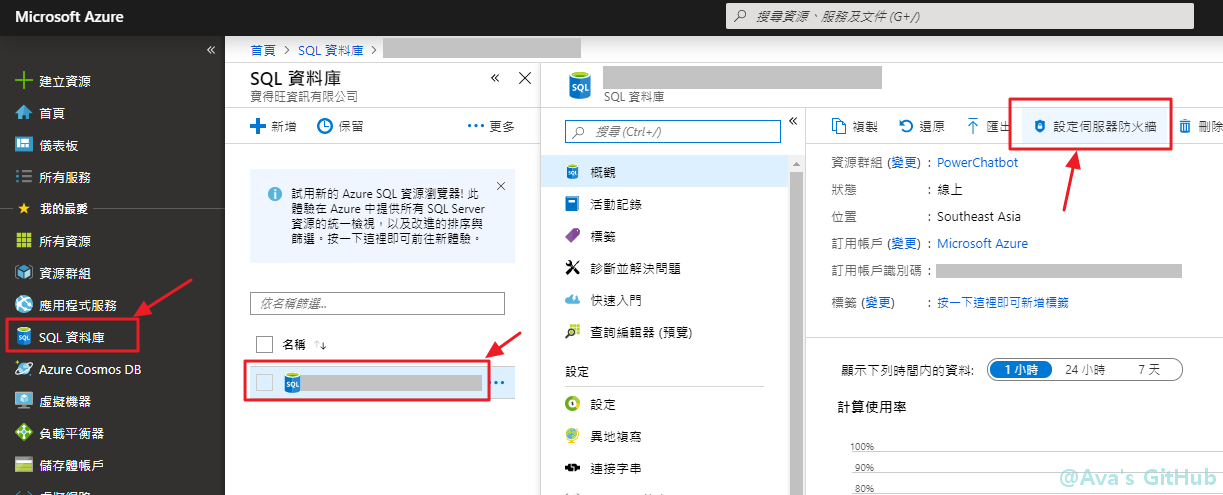 Microsoft Azure
搜尋資源、服務及文件 (G+/)
«
建立資源
首頁
儀表板
所有服務
我的最愛
所有資源
資源群組
應用程式服務
SQL 資料庫
Azure Cosmos DB
虛擬機器
負載平衡器
儲存體帳戶
虛擬網路
首頁 > SQL 資料庫 >
SQL 資料庫
«
寶得旺資訊有限公司
新增
保留
更多
試用新的 Azure SQL 資源瀏覽器! 此
體驗在 Azure 中提供所有 SQL Server
資源的統一檢視，以及改進的排序與
篩選。按一下這裡即可前往新體驗。
依名稱篩選...
名稱 ↑↓
SQL
SQL
SQL 資料庫
搜尋 (Ctrl+/)
«
概觀
活動記錄
標籤
診斷並解決問題
快速入門
查詢編輯器 (預覽)
設定
設定
異地複寫
連接字串
複製
還原
匯出
設定伺服器防火牆
刪除
資源群組 (變更) : PowerChatbot
狀態 : 線上
位置 : Southeast Asia
訂用帳戶 (變更) : Microsoft Azure
訂用帳戶識別碼 :
標籤 (變更) : 按一下這裡即可新增標籤
顯示下列時間內的資料:
1 小時
24 小時
7 天
計算使用率
100%
90%
80%
@Ava's GitHub